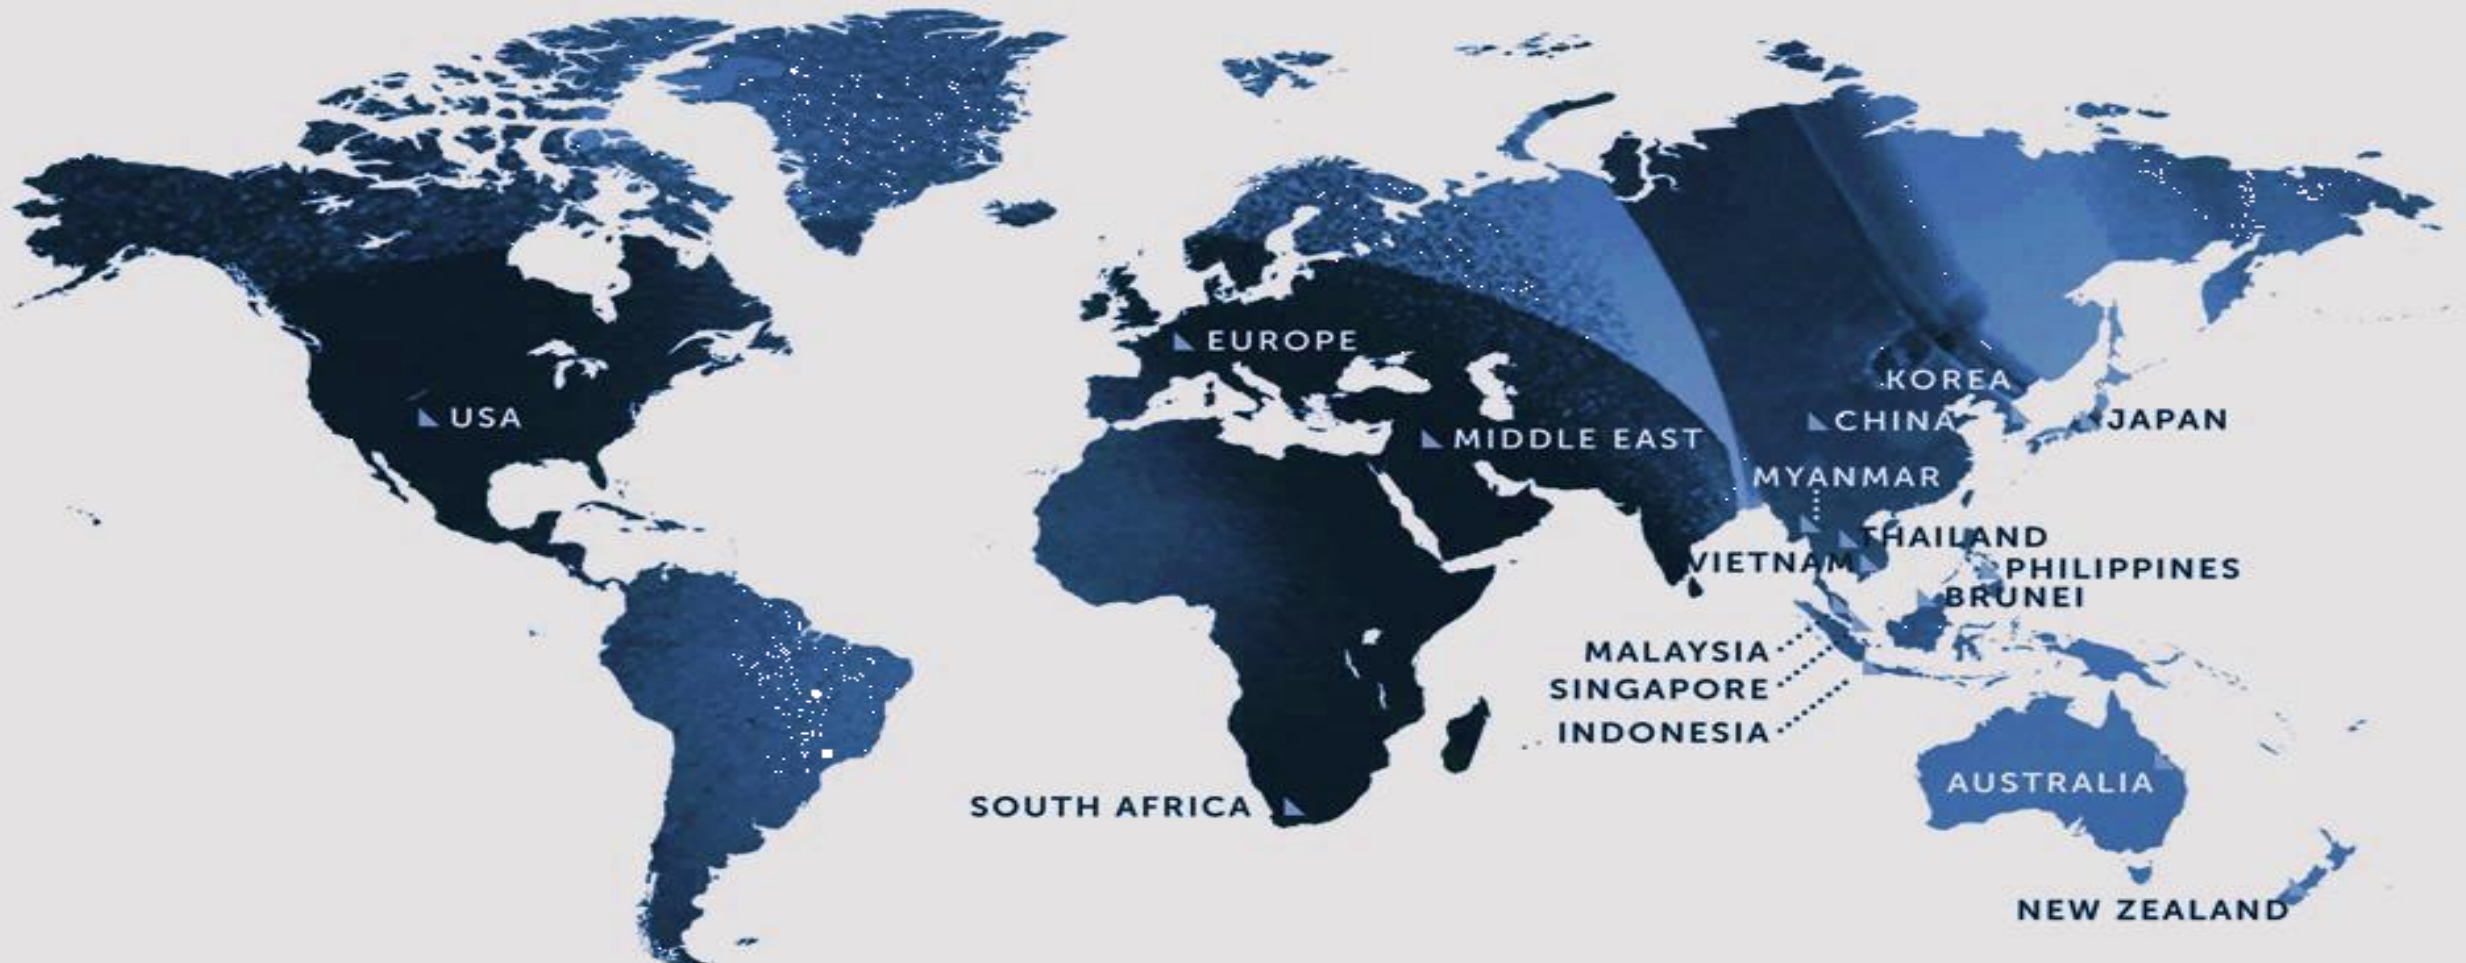 EUROPE
KOREA
USA
CHINA
JAPAN
MIDDLE EAST
MYANMAR
THAILAND
VIETNAM
PHILIPPINES
BRUNEI
MALAYSIA
SINGAPORE
INDONESIA
AUSTRALIA
SOUTH AFRICA
NEW ZEALAND